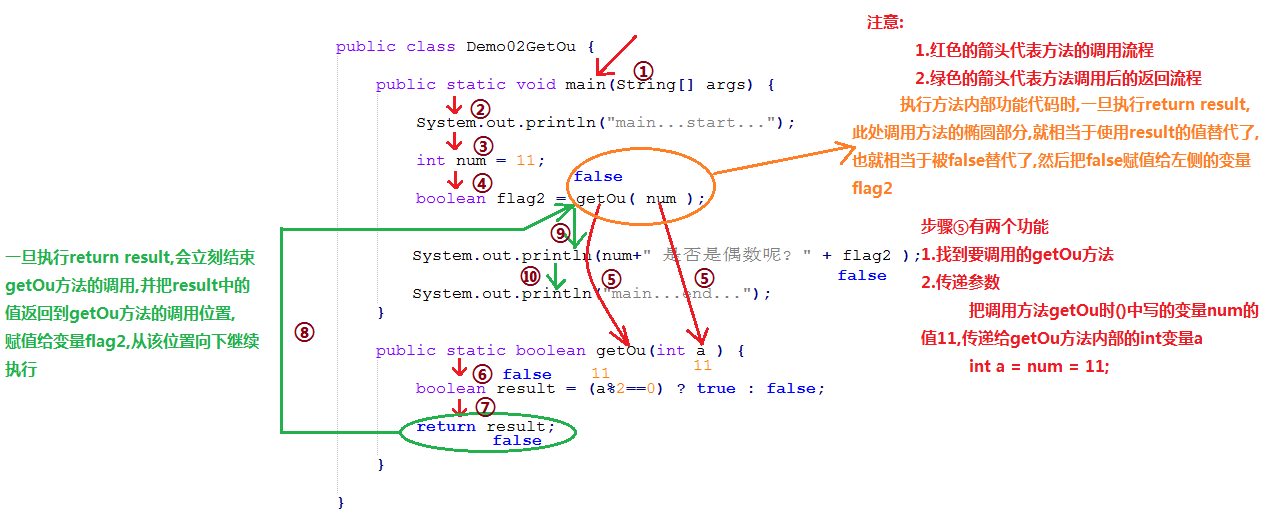 注意:
1.红色的箭头代表方法的调用流程
2.绿色的箭头代表方法调用后的返回流程
执行方法内部功能代码时,一旦执行return result,
此处调用方法的椭圆部分,就相当于使用result的值替代了,
也就相当于被false替代了,然后把false赋值给左侧的变量
flag2
public class Demo02GetOu {
①
public static void main(String[] args) {
②
System.out.println("main...start...");
③
int num = 11;
④
false
boolean flag2 = getOu( num );
⑨
System.out.println(num+" 是否是偶数呢? " + flag2 );
false
⑩
⑤
⑤
System.out.println("main...end...");
}
public static boolean getOu(int a ) {
⑥
false
11
11
boolean result = (a%2==0) ? true : false;
⑦
return result;
false
}
}
一旦执行return result,会立刻结束
getOu方法的调用,并把result中的
值返回到getOu方法的调用位置,
赋值给变量flag2,从该位置向下继续
执行
⑧
步骤⑤有两个功能
1.找到要调用的getOu方法
2.传递参数
把调用方法getOu时()中写的变量num的
值11,传递给getOu方法内部的int变量a
int a = num = 11;